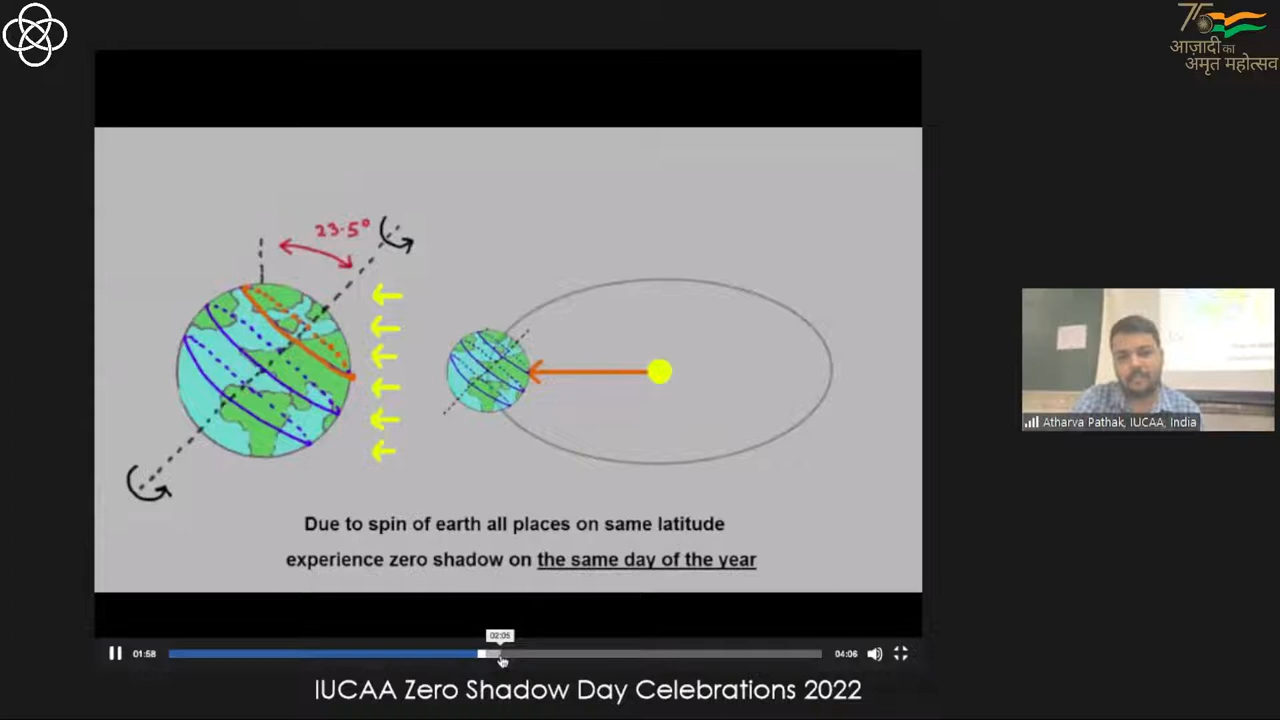 75
आज़ादी का
अमृत महोत्सव
23.5°
Due to spin of earth all places on same latitude
experience zero shadow on the same day of the year
Atharva Pathak, IUCAA, India
02:05
01:58
04:06
IUCAA Zero Shadow Day Celebrations 2022